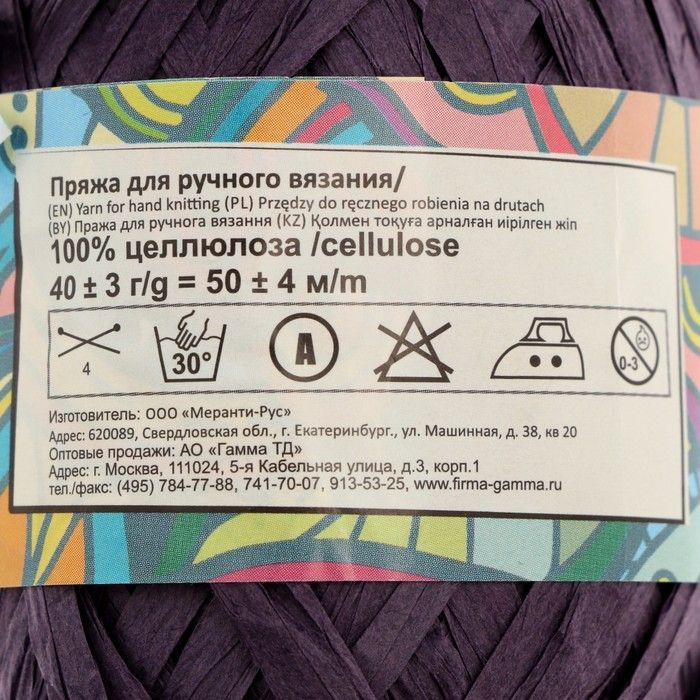 Пряжа для ручного вязания/
(EN) Yarn for hand knitting (PL) Przędzy do ręcznego robienia na drutach
(BY) Пража для ручнога вязання (KZ) Қолмен тоқуға арналған иірілген жіп
100% целлюлоза /cellulose
40 ± 3 г/g = 50 ± 4 м/m
4
30°
A
0-3
Изготовитель: ООО «Меранти-Рус»
Адрес: 620089, Свердловская обл., г. Екатеринбург, ул. Машинная, д. 38, кв 20
Оптовые продажи: АО «Гамма ТД»
Адрес: г. Москва, 111024, 5-я Кабельная улица, д.3, корп.1
тел./факс: (495) 784-77-88, 741-70-07, 913-53-25, www.firma-gamma.ru